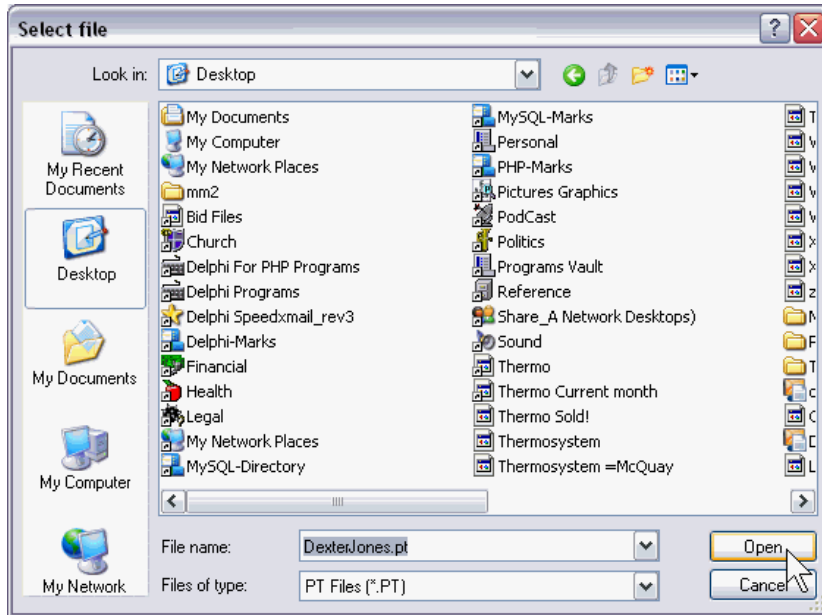 Select file
Look in: Desktop
My Recent
Documents
Desktop
My Documents
My Computer
My Network
My Documents
My Computer
My Network Places
mm2
Bid Files
Church
Delphi For PHP Programs
Delphi Programs
Delphi Speedxmail_rev3
Delphi-Marks
Financial
Health
Legal
My Network Places
MySQL-Directory
MySQL-Marks
Personal
PHP-Marks
Pictures Graphics
PodCast
Politics
Programs Vault
Reference
Share_A Network Desktops)
Sound
Thermo
Thermo Current month
Thermo Sold!
Thermosystem
Thermosystem =McQuay
File name: DexterJones.pt Open
Files of type: PT Files (*.PT) Cancel